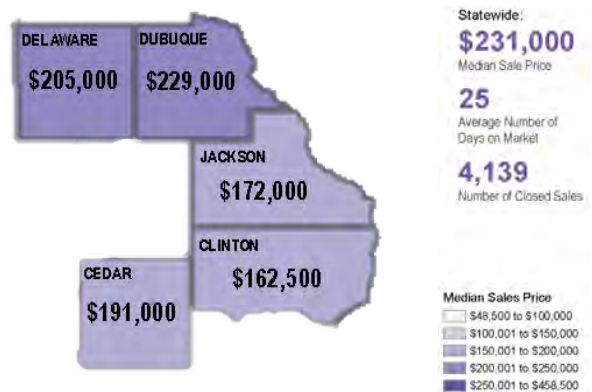 DELAWARE
$205,000
DUBUQUE
$229,000
JACKSON
$172,000
CLINTON
$162,500
CEDAR
$191,000
Statewide:
$231,000
Median Sale Price
25
Average Number of
Days on Market
4,139
Number of Closed Sales
Median Sales Price
$48,500 to $100,000
$100,001 to $150,000
$150,001 to $200,000
$200,001 to $250,000
$250,001 to $458,500